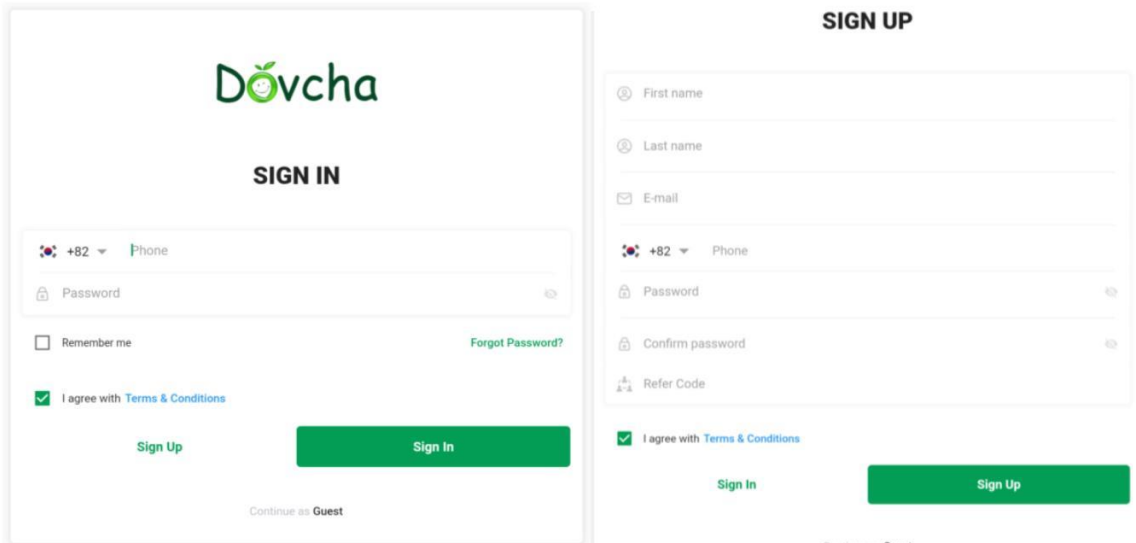 Dovcha
SIGN IN
+82 Phone
Password
Remember me
Forgot Password?
I agree with Terms & Conditions
Sign Up
Sign In
Continue as Guest
SIGN UP
First name
Last name
E-mail
+82 Phone
Password
Confirm password
Refer Code
I agree with Terms & Conditions
Sign In
Sign Up